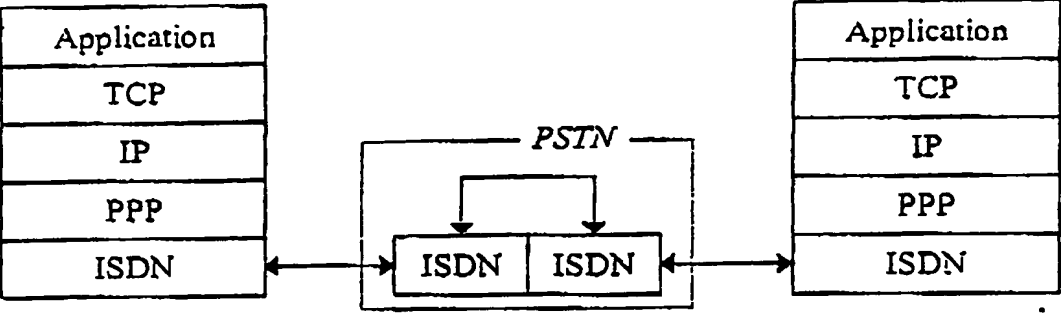 Application
TCP
IP
PPP
ISDN
PSTN
ISDN ISDN
Application
TCP
IP
PPP
ISDN